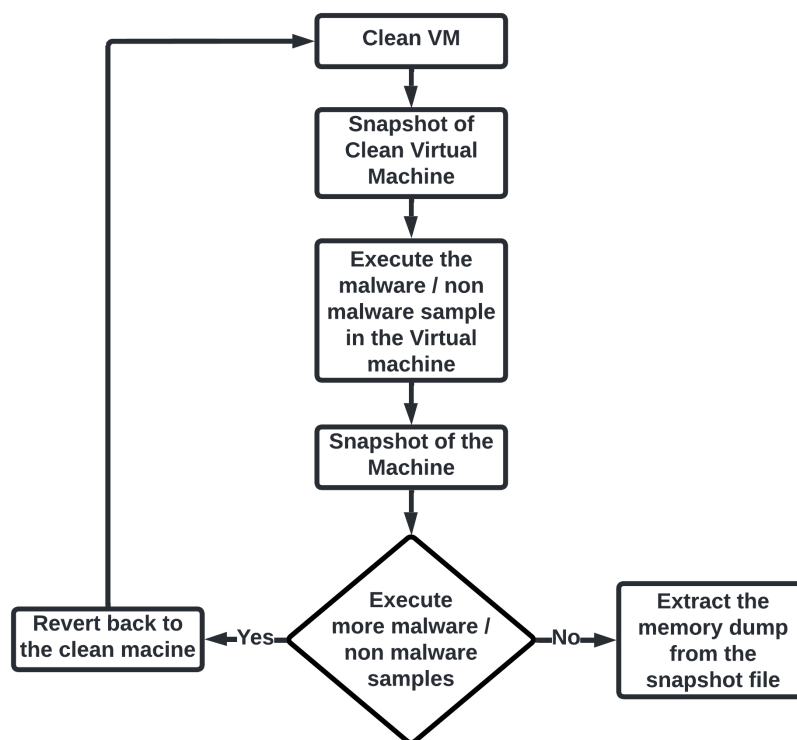 Clean VM
Snapshot of
Clean Virtual
Machine
Execute the
malware / non
malware sample
in the Virtual
machine
Snapshot of the
Machine
Execute
more malware /
non malware
samples
Yes
No
Revert back to
the clean macine
Extract the
memory dump
from the
snapshot file